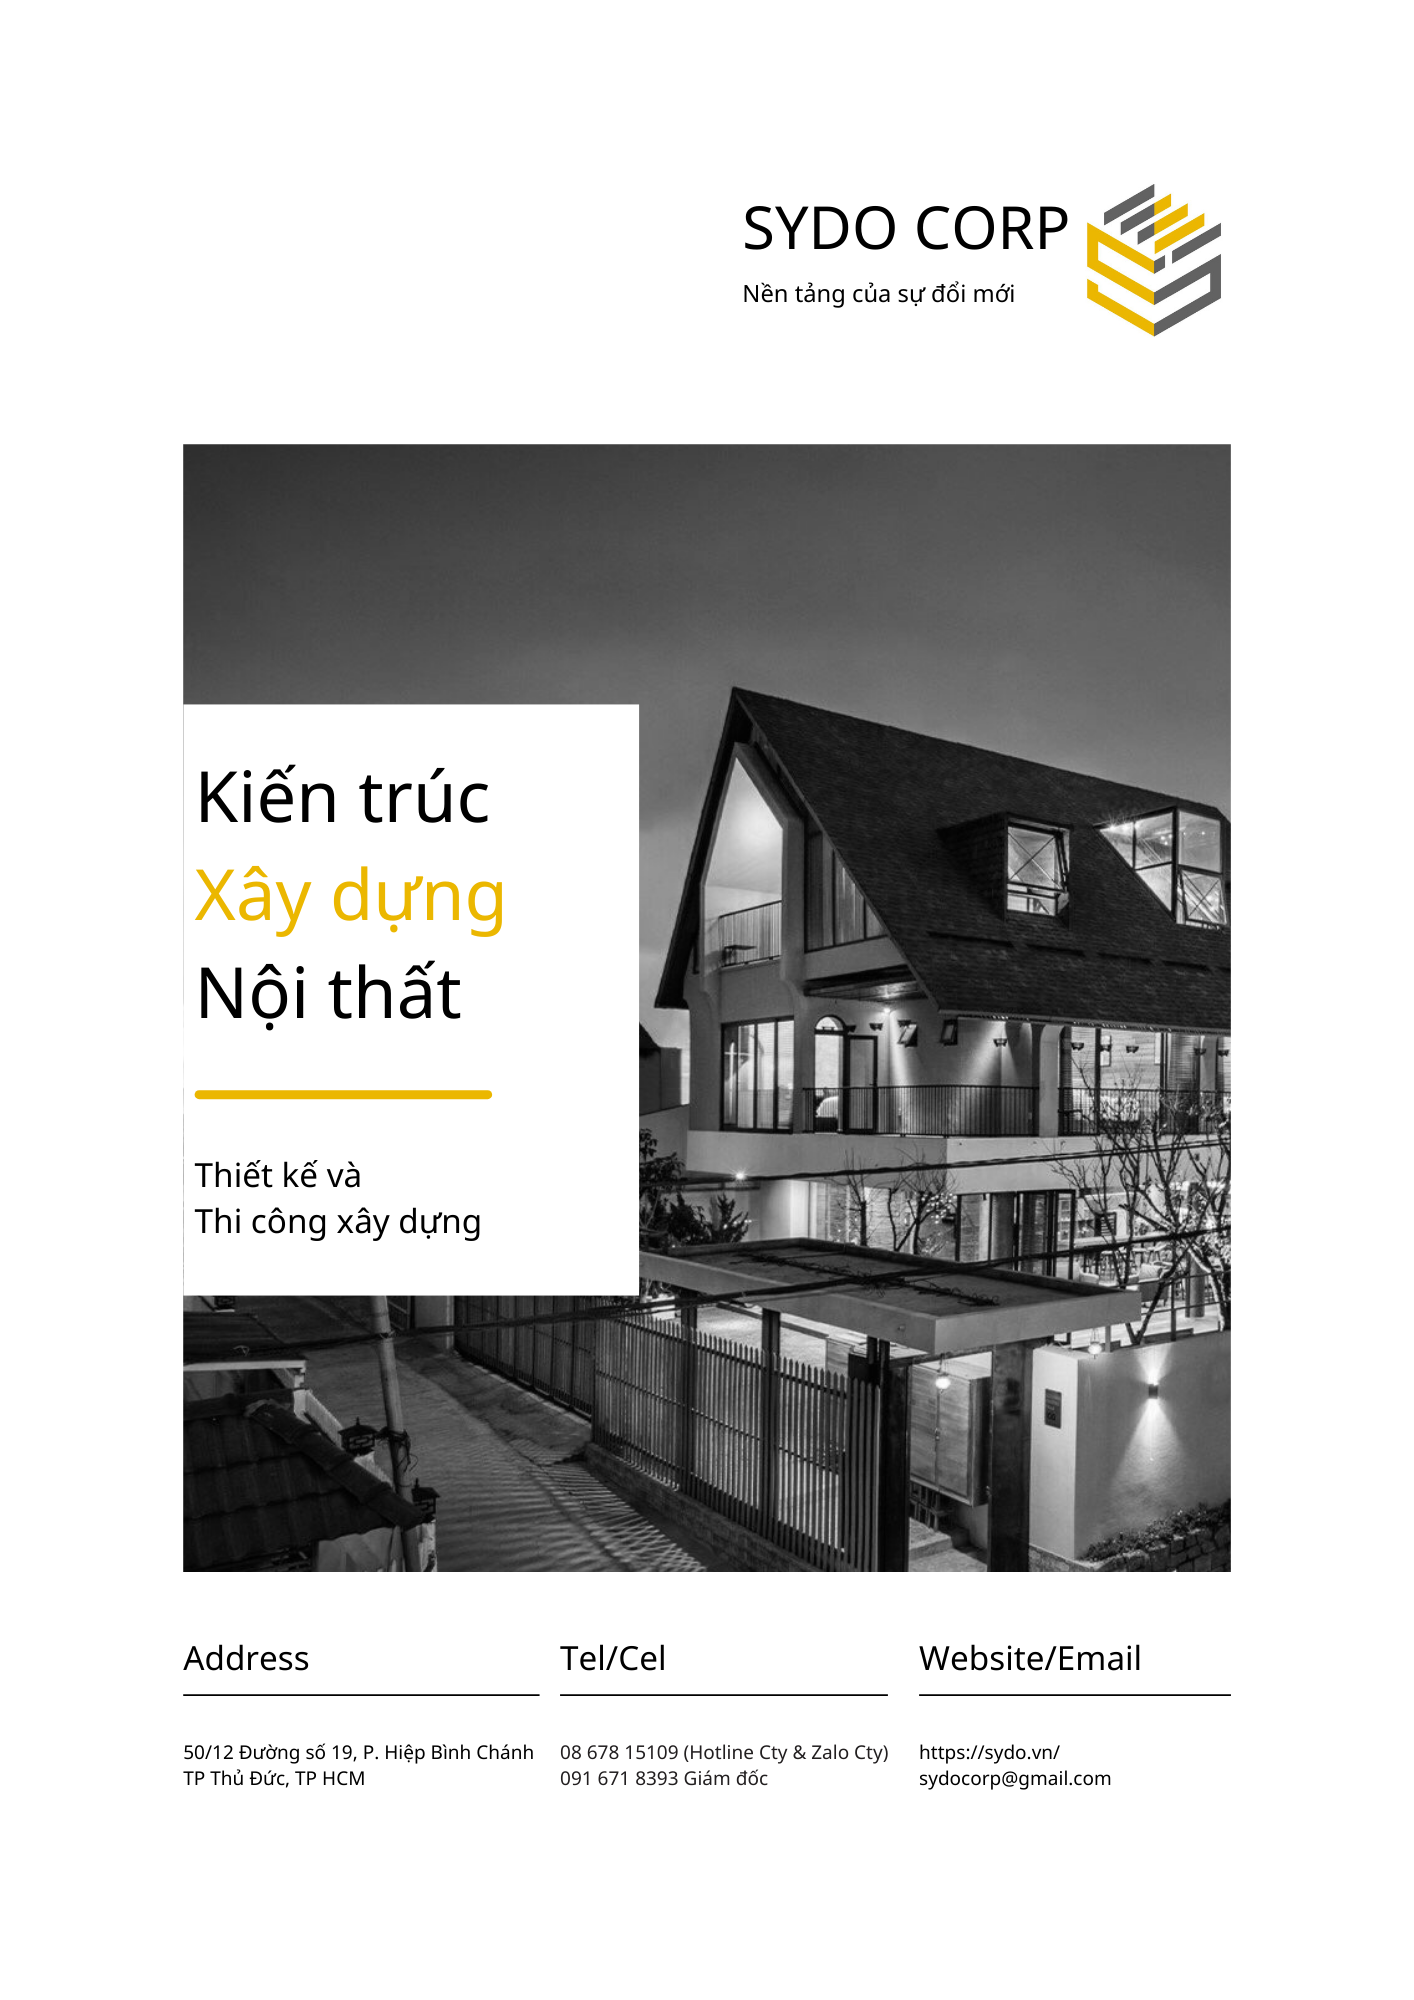 SYDO CORP
Nền tảng của sự đổi mới
Kiến trúc
Xây dựng
Nội thất
Thiết kế và
Thi công xây dựng
Address
50/12 Đường số 19, P. Hiệp Bình Chánh
TP Thủ Đức, TP HCM
Tel/Cel
08 678 15109 (Hotline Cty & Zalo Cty)
091 671 8393 Giám đốc
Website/Email
https://sydo.vn/
sydocorp@gmail.com